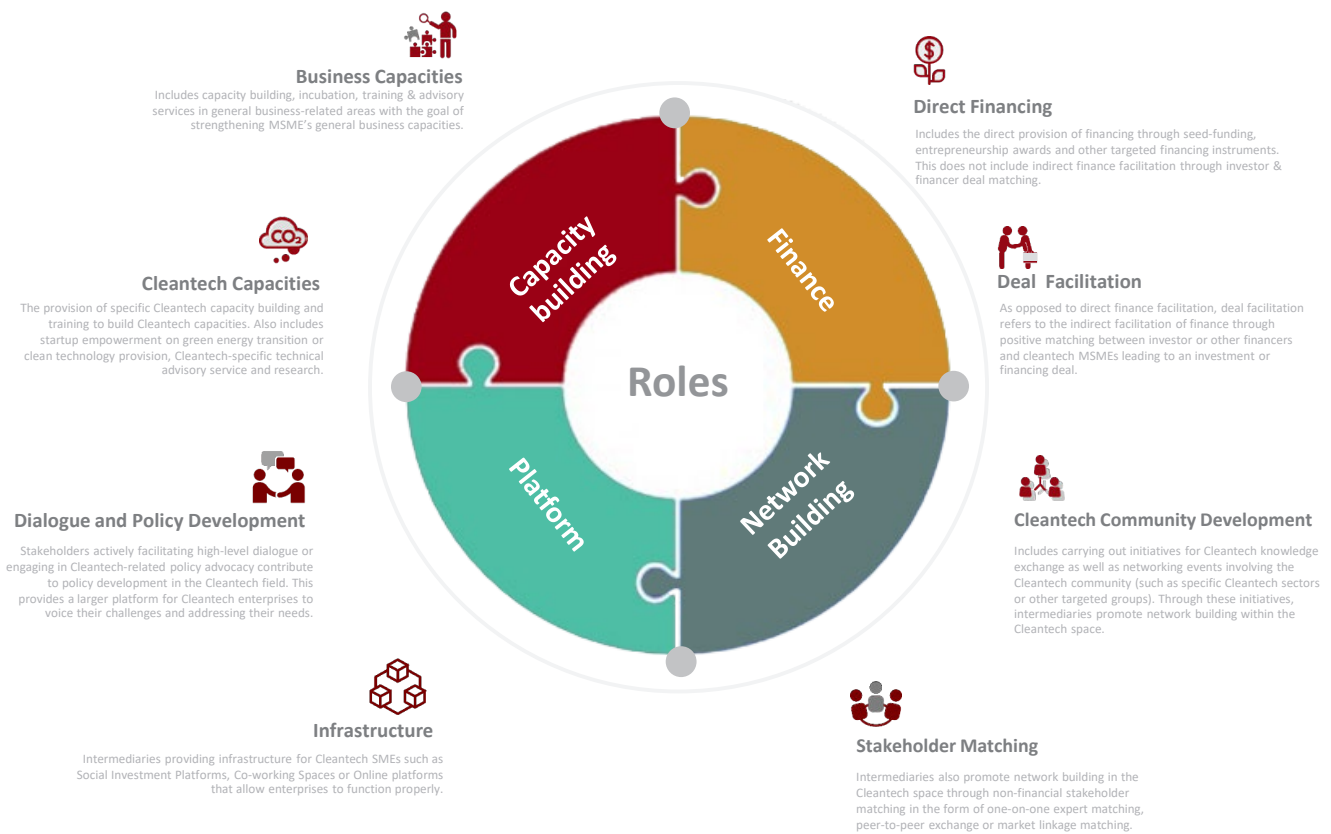 Business Capacities
Includes capacity building, incubation, training & advisory
services in general business-related areas with the goal of
strengthening MSME's general business capacities.
Direct Financing
Includes the direct provision of financing through seed-funding,
entrepreneurship awards and other targeted financing instruments.
This does not include indirect finance facilitation through investor &
financer deal matching.
CO2
Cleantech Capacities
The provision of specific Cleantech capacity building and
training to build Cleantech capacities. Also includes
startup empowerment on green energy transition or
clean technology provision, Cleantech-specific technical
advisory service and research.
Deal Facilitation
As opposed to direct finance facilitation, deal facilitation
refers to the indirect facilitation of finance through
positive matching between investor or other financers
and cleantech MSMEs leading to an investment or
financing deal.
Capacity
building
Finance
Roles
Platform
Network
Building
Dialogue and Policy Development
Stakeholders actively facilitating high-level dialogue or
engaging in Cleantech-related policy advocacy contribute
to policy development in the Cleantech field. This
provides a larger platform for Cleantech enterprises to
voice their challenges and addressing their needs.
Cleantech Community Development
Includes carrying out initiatives for Cleantech knowledge
exchange as well as networking events involving the
Cleantech community (such as specific Cleantech sectors
or other targeted groups). Through these initiatives,
intermediaries promote network building within the
Cleantech space.
Infrastructure
Intermediaries providing infrastructure for Cleantech SMEs such as
Social Investment Platforms, Co-working Spaces or Online platforms
that allow enterprises to function properly.
Stakeholder Matching
Intermediaries also promote network building in the
Cleantech space through non-financial stakeholder
matching in the form of one-on-one expert matching,
peer-to-peer exchange or market linkage matching.